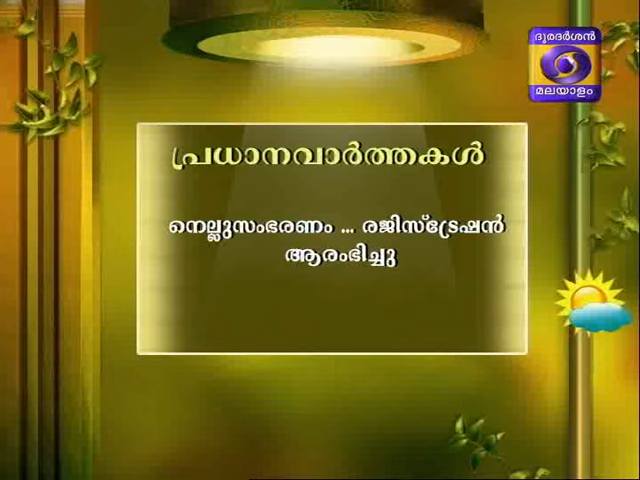 ദൂരദർശൻ
മലയാളം
പ്രധാനവാർത്തകൾ
നെല്ലുസംഭരണം ... രജിസ്ട്രേഷൻ
ആരംഭിച്ചു